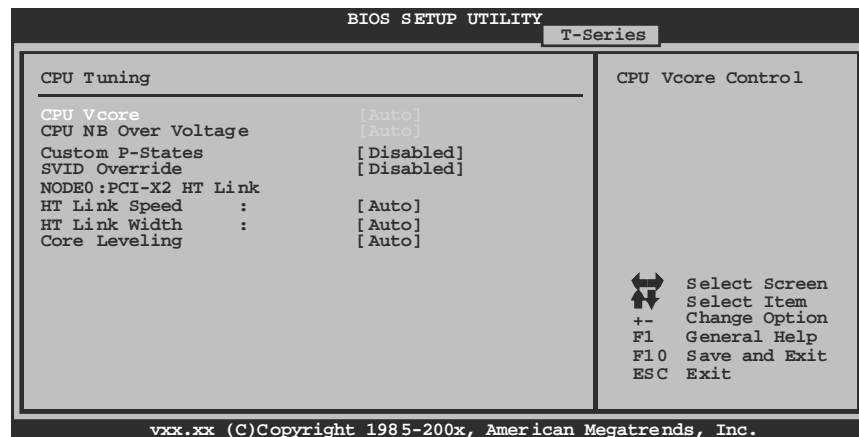 BIOS SETUP UTILITY
T-Series
CPU Tuning
CPU Vcore [Auto]
CPU NB Over Voltage [Auto]
Custom P-States [Disabled]
SVID Override [Disabled]
NODE0:PCI-X2 HT Link
HT Link Speed : [Auto]
HT Link Width : [Auto]
Core Leveling [Auto]
CPU Vcore Control
Select Screen
Select Item
+- Change Option
F1 General Help
F10 Save and Exit
ESC Exit
vxx.xx (C)Copyright 1985-200x, American Megatrends, Inc.